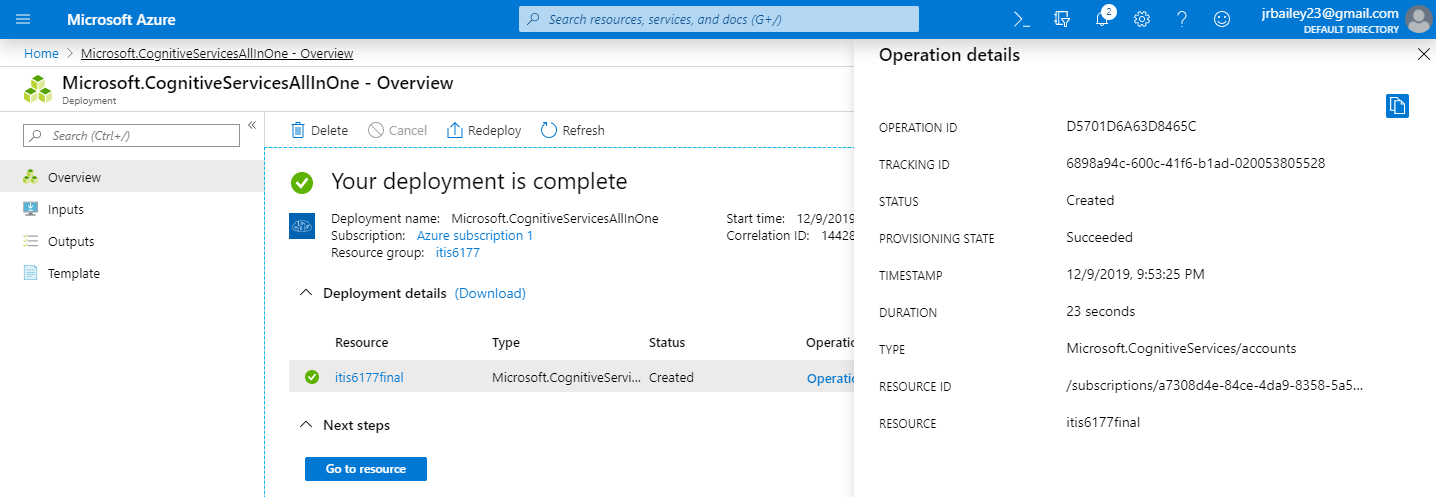 Microsoft Azure
Search resources, services, and docs (G+/)
2
jrbailey23@gmail.com
DEFAULT DIRECTORY
Home > Microsoft.CognitiveServicesAllInOne - Overview
Microsoft.CognitiveServicesAllInOne - Overview
Deployment
Search (Ctrl+/)
Overview
Inputs
Outputs
Template
Delete
Cancel
Redeploy
Refresh
Your deployment is complete
Deployment name: Microsoft.CognitiveServicesAllInOne
Subscription: Azure subscription 1
Resource group: itis6177
Start time: 12/9/2019
Correlation ID: 14428
Deployment details (Download)
Resource Type Status Operatio
itis6177final Microsoft.CognitiveServi... Created Operatio
Next steps
Go to resource
Operation details
OPERATION ID D5701D6A63D8465C
TRACKING ID 6898a94c-600c-41f6-b1ad-020053805528
STATUS Created
PROVISIONING STATE Succeeded
TIMESTAMP 12/9/2019, 9:53:25 PM
DURATION 23 seconds
TYPE Microsoft.CognitiveServices/accounts
RESOURCE ID /subscriptions/a7308d4e-84ce-4da9-8358-5a5...
RESOURCE itis6177final